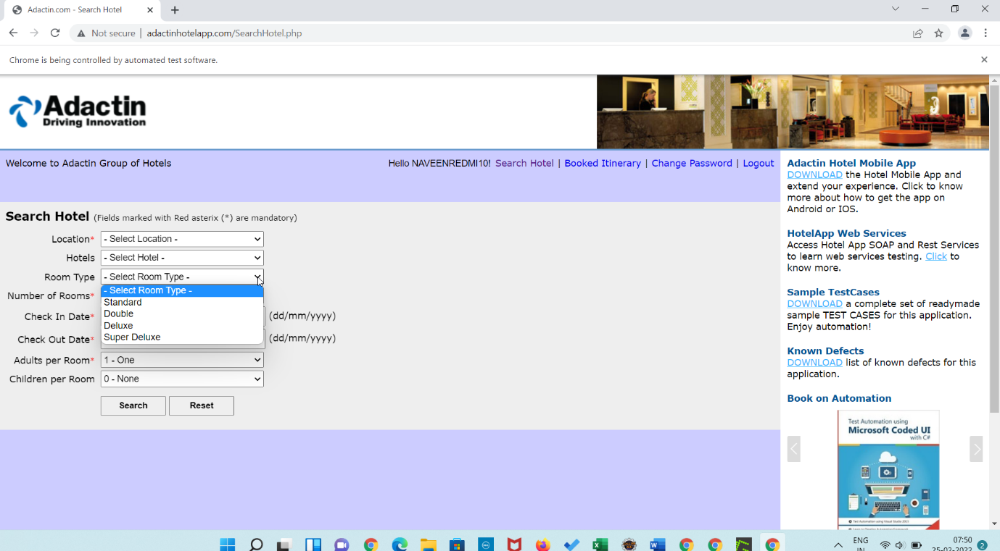 Adactin.com - Search Hotel
Not secure | adactinhotelapp.com/SearchHotel.php
Chrome is being controlled by automated test software.
Adactin
Driving Innovation
Welcome to Adactin Group of Hotels
Hello NAVEENREDMI10! Search Hotel | Booked Itinerary | Change Password | Logout
Search Hotel (Fields marked with Red asterix (*) are mandatory)
Location* - Select Location -
Hotels - Select Hotel -
Room Type - Select Room Type -
- Select Room Type -
Standard
Double
Deluxe
Super Deluxe
Number of Rooms*
Check In Date* (dd/mm/yyyy)
Check Out Date* (dd/mm/yyyy)
Adults per Room* 1 - One
Children per Room 0 - None
Search Reset
Adactin Hotel Mobile App
DOWNLOAD the Hotel Mobile App and
extend your experience. Click to know
more about how to get the app on
Android or IOS.
HotelApp Web Services
Access Hotel App SOAP and Rest Services
to learn web services testing. Click to
know more.
Sample TestCases
DOWNLOAD a complete set of readymade
sample TEST CASES for this application.
Enjoy automation!
Known Defects
DOWNLOAD list of known defects for this
application.
Book on Automation
Test Automation using
Microsoft Coded UI
with C#
Test Automation using Visual Studio 2015
ENG
IN
07:50
25-02-2022
2